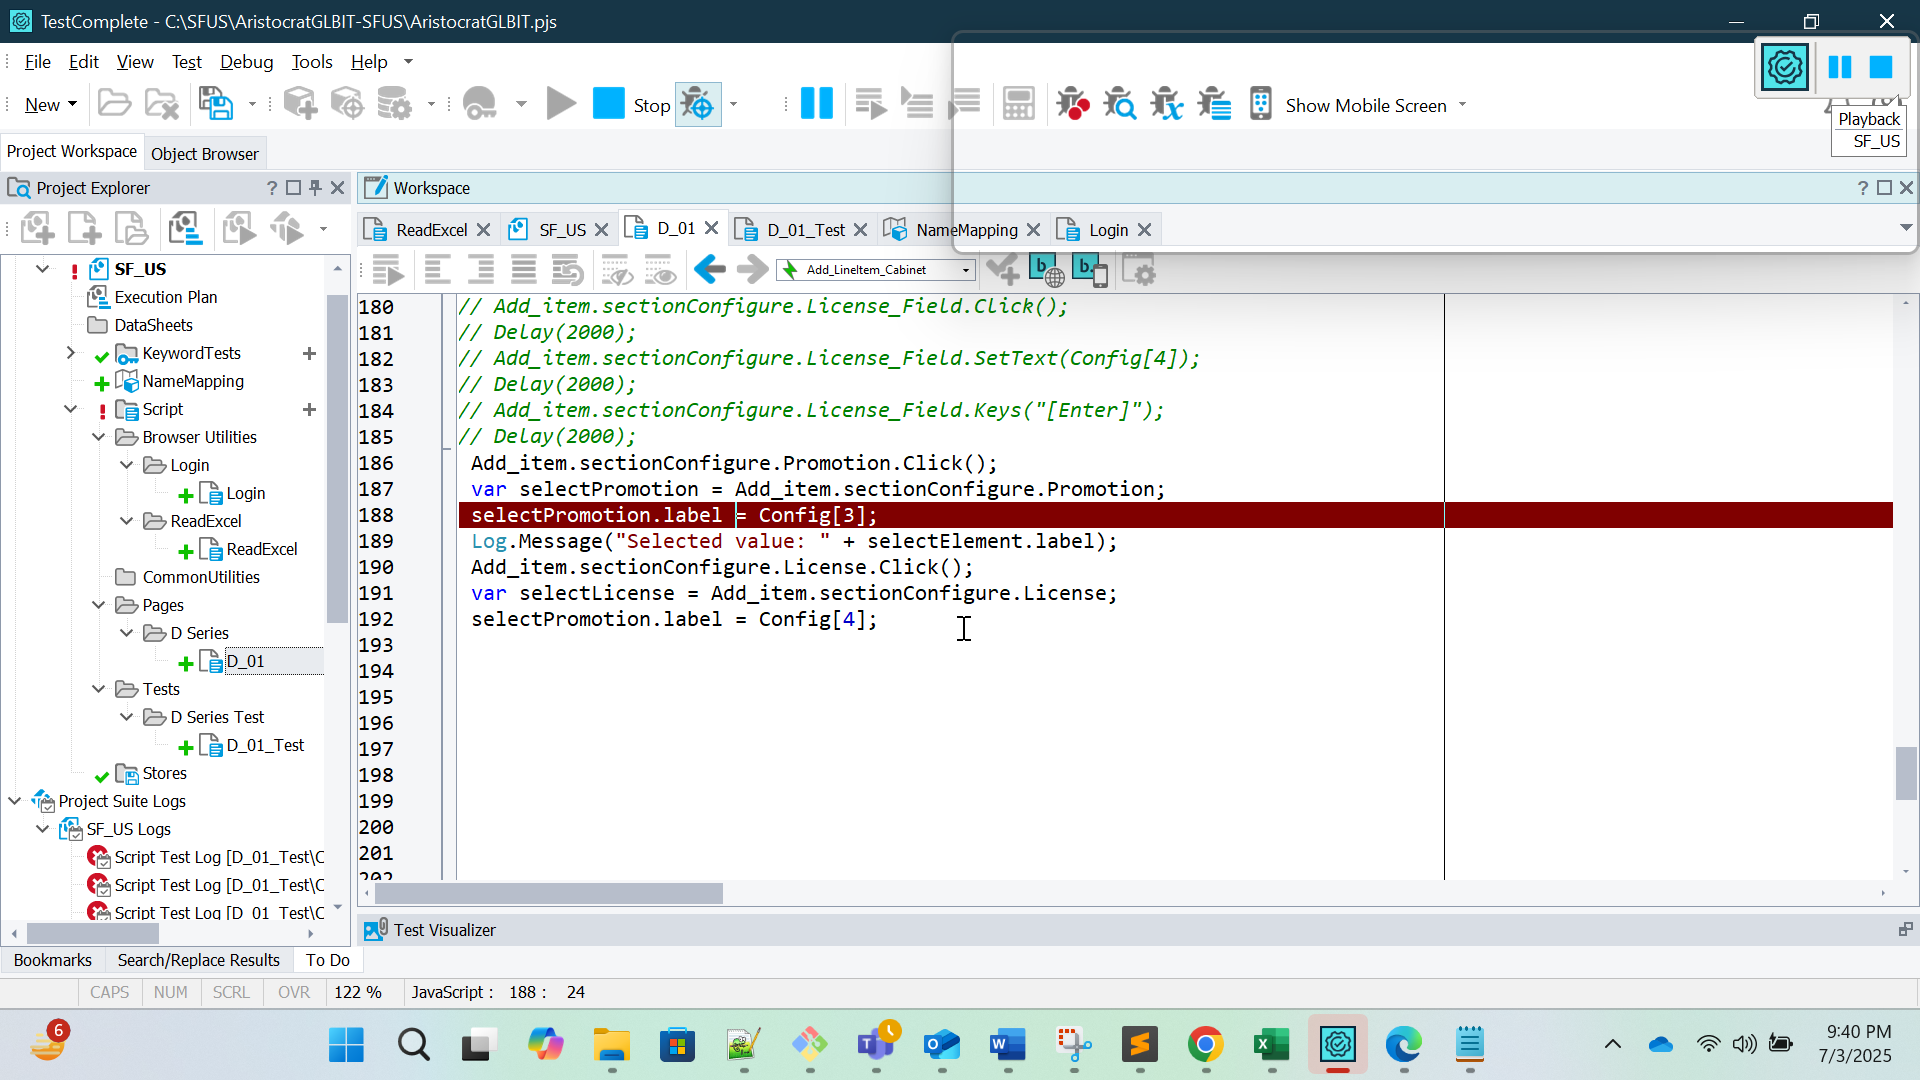 TestComplete - C:\SFUS\AristocratGLBIT-SFUS\AristocratGLBIT.pjs
File Edit View Test Debug Tools Help
New Stop Show Mobile Screen
Playback
SF_US
Project Workspace Object Browser
Project Explorer
Workspace
ReadExcel SF_US D_01 D_01_Test NameMapping Login
Add_LineItem_Cabinet
SF_US
Execution Plan
DataSheets
KeywordTests
NameMapping
Script
Browser Utilities
Login
Login
ReadExcel
ReadExcel
CommonUtilities
Pages
D Series
D_01
Tests
D Series Test
D_01_Test
Stores
Project Suite Logs
SF_US Logs
Script Test Log [D_01_Test\C
Script Test Log [D_01_Test\C
Script Test Log [D_01_Test\C
180 // Add_item.sectionConfigure.License_Field.Click();
181 // Delay(2000);
182 // Add_item.sectionConfigure.License_Field.SetText(Config[4]);
183 // Delay(2000);
184 // Add_item.sectionConfigure.License_Field.Keys("[Enter]");
185 // Delay(2000);
186 Add_item.sectionConfigure.Promotion.Click();
187 var selectPromotion = Add_item.sectionConfigure.Promotion;
188 selectPromotion.label = Config[3];
189 Log.Message("Selected value: " + selectElement.label);
190 Add_item.sectionConfigure.License.Click();
191 var selectLicense = Add_item.sectionConfigure.License;
192 selectPromotion.label = Config[4];
193
194
195
196
197
198
199
200
201
202
Test Visualizer
Bookmarks Search/Replace Results To Do
CAPS NUM SCRL OVR 122 % JavaScript : 188 : 24
6
9:40 PM
7/3/2025